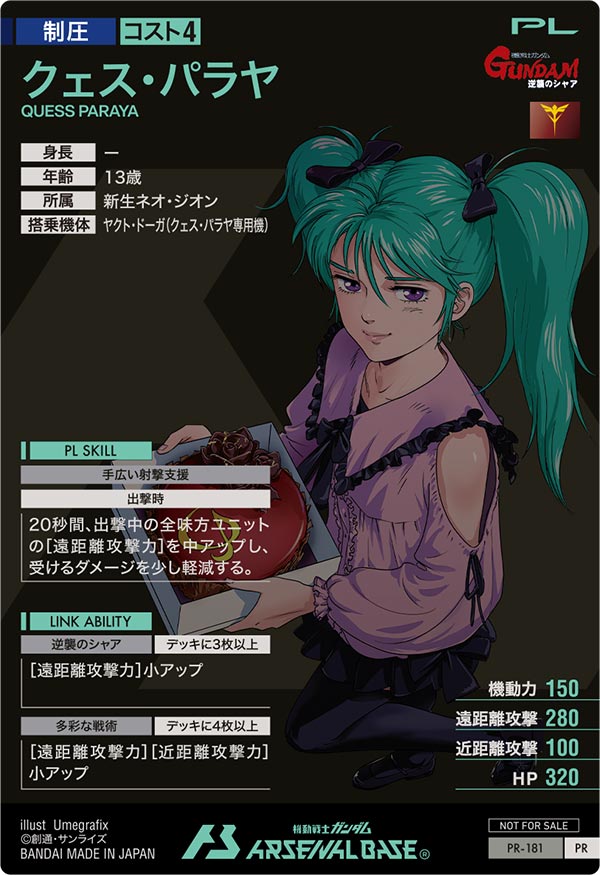 制圧 コスト4 PL
クェス・パラヤ
QUESS PARAYA
機動戦士ガンダム
GUNDAM
逆襲のシャア
身長 ー
年齢 13歳
所属 新生ネオ・ジオン
搭乗機体 ヤクト・ドーガ(クェス・パラヤ専用機)
PL SKILL
手広い射撃支援
出撃時
20秒間、出撃中の全味方ユニット
の[遠距離攻撃力]を中アップし、
受けるダメージを少し軽減する。
LINK ABILITY
逆襲のシャア デッキに3枚以上
[遠距離攻撃力]小アップ
多彩な戦術 デッキに4枚以上
[遠距離攻撃力][近距離攻撃力]
小アップ
機動力 150
遠距離攻撃 280
近距離攻撃 100
HP 320
illust Umegrafix
©創通・サンライズ
BANDAI MADE IN JAPAN
機動戦士ガンダム
ARSENAL BASE®
NOT FOR SALE
PR-181 PR